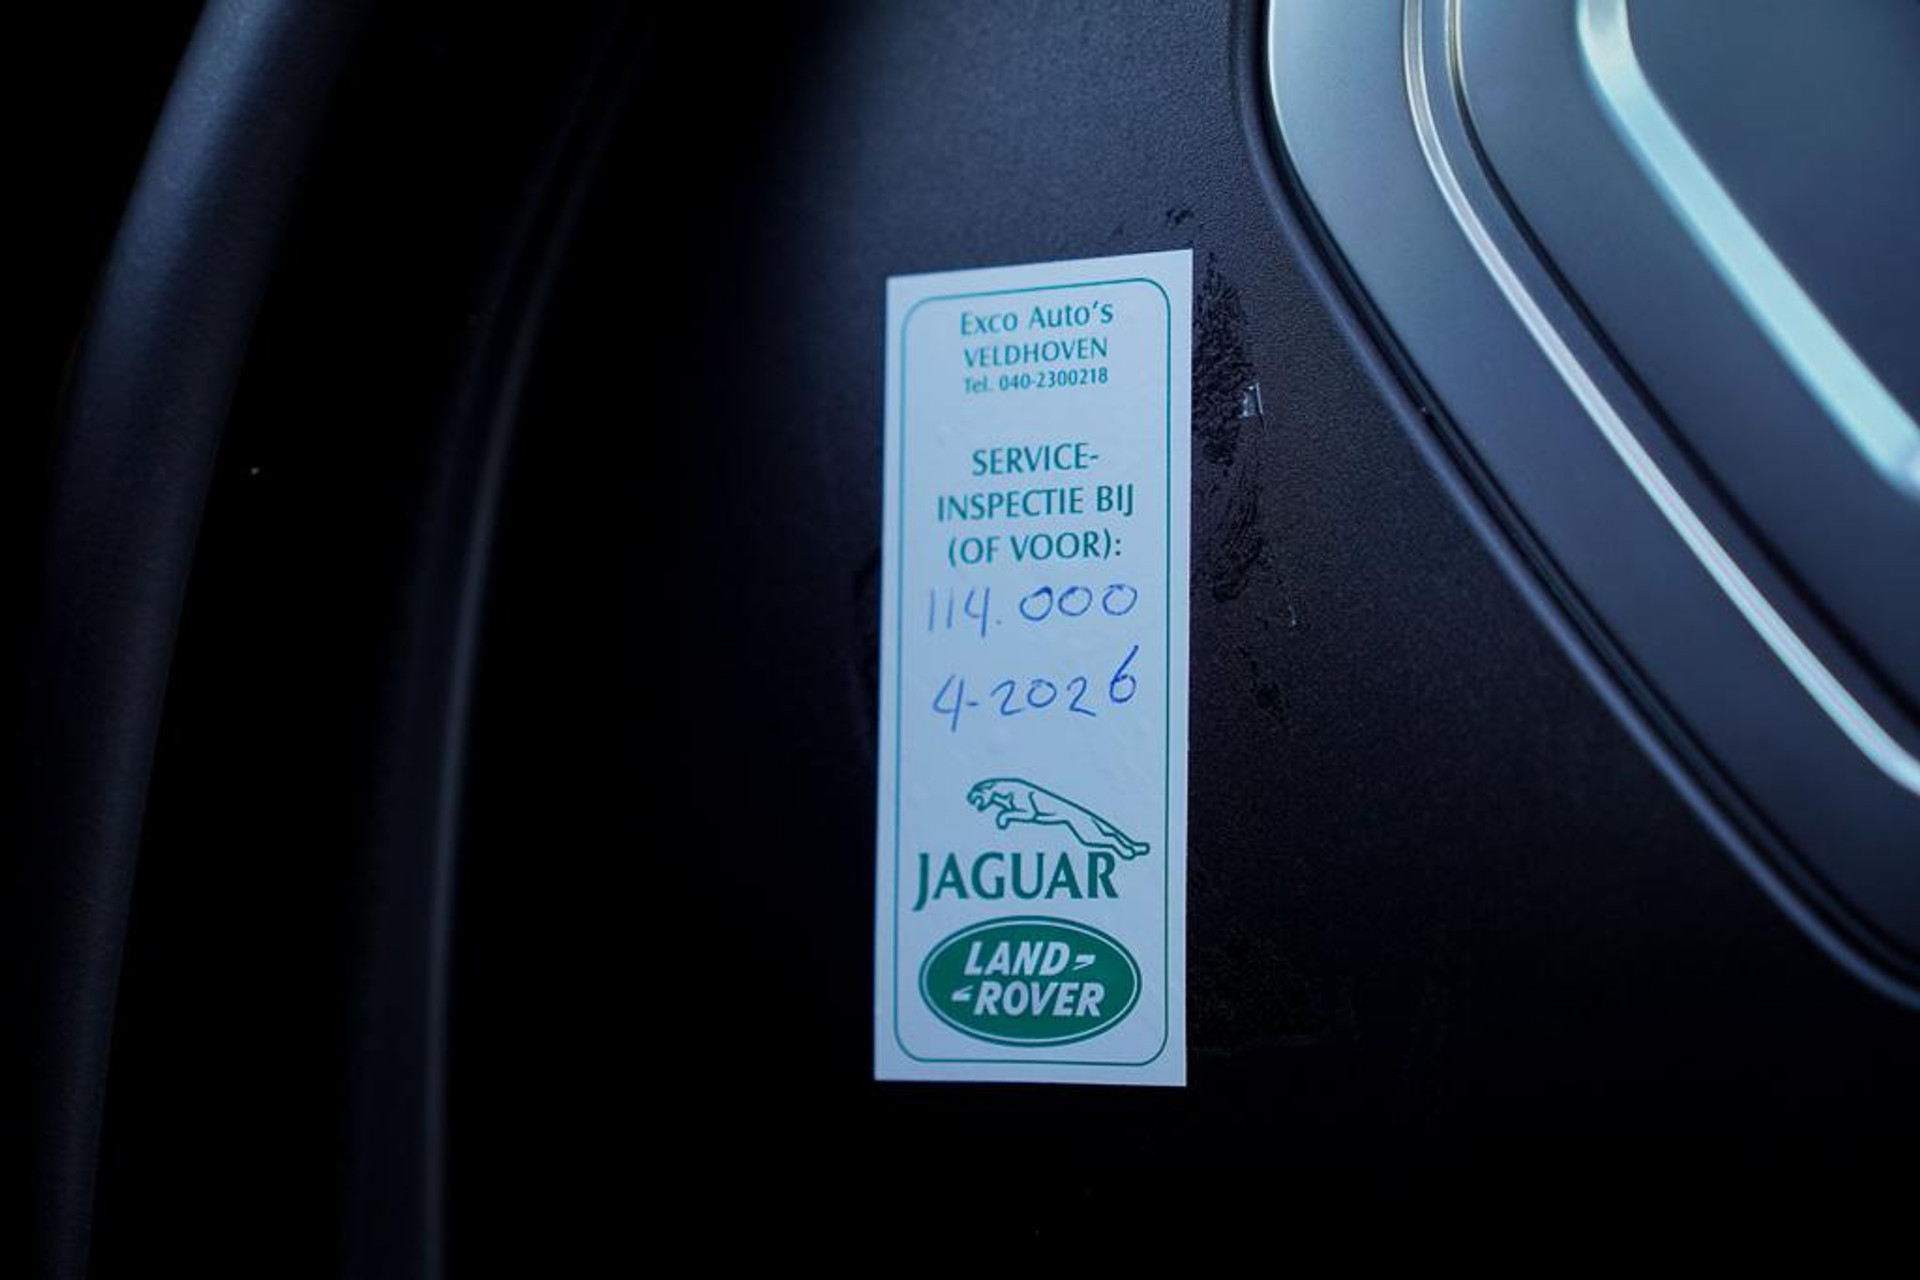 Exco Auto's
VELDHOVEN
Tel. 040-2300218
SERVICE-
INSPECTIE BIJ
(OF VOOR):
114.000
4-2026
JAGUAR
LAND-
-ROVER